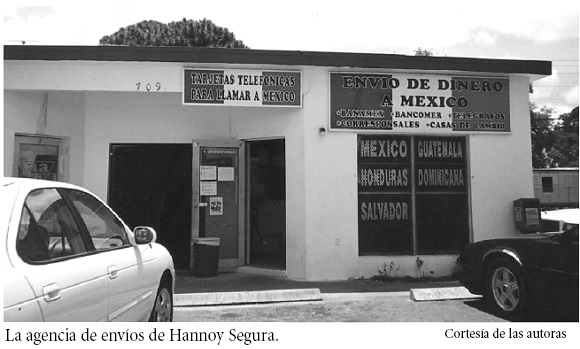 709
TARJETAS TELEFONICAS
PARA LLAMAR A MEXICO
ENVIO DE DINERO
A MEXICO
•BANAMEX •BANCOMER •TELEGRAFOS
•CORRESPONSALES •CASAS DE CAMBIO
MEXICO GUATEMALA
HONDURAS DOMINICANA
SALVADOR
La agencia de envíos de Hannoy Segura.
Cortesía de las autoras